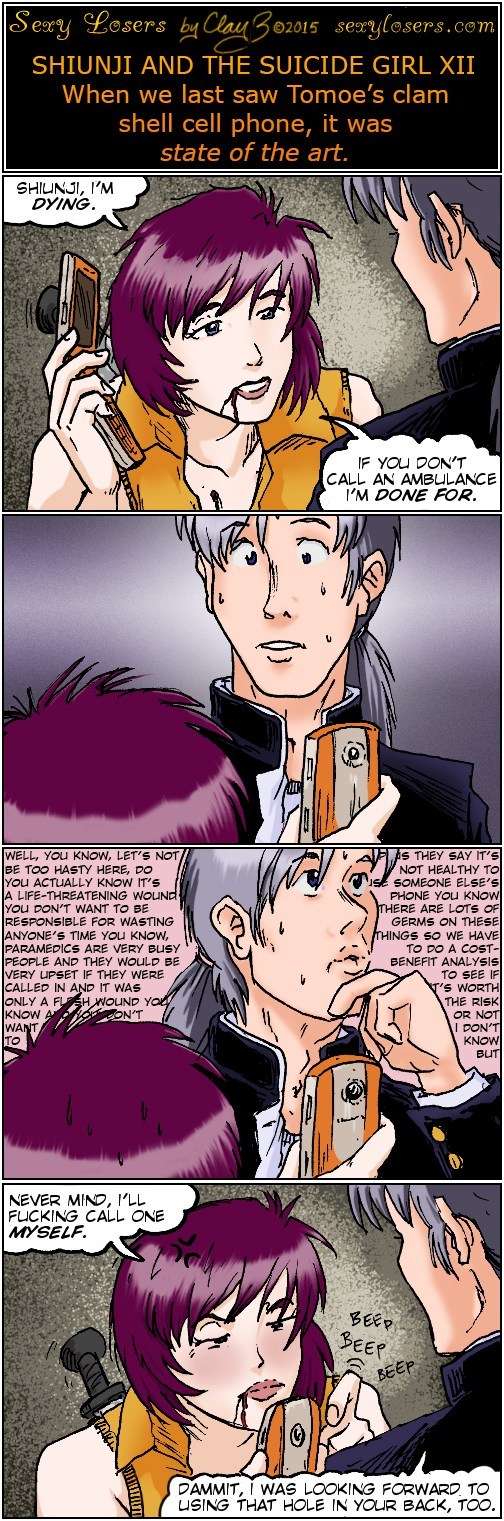 Sexy Losers by Clay ©2015 sexylosers.com
SHIUNJI AND THE SUICIDE GIRL XII
When we last saw Tomoe's clam
shell cell phone, it was
state of the art.
SHIUNJI, I'M
DYING.
IF YOU DON'T
CALL AN AMBULANCE
I'M DONE FOR.
WELL, YOU KNOW, LET'S NOT
BE TOO HASTY HERE, DO
YOU ACTUALLY KNOW IT'S
A LIFE-THREATENING WOUND
YOU DON'T WANT TO BE
RESPONSIBLE FOR WASTING
ANYONE'S TIME YOU KNOW,
PARAMEDICS ARE VERY BUSY
PEOPLE AND THEY WOULD BE
VERY UPSET IF THEY WERE
CALLED IN AND IT WAS
ONLY A FLESH WOUND YOU
KNOW AND YOU DON'T
WANT
TO
THEY SAY IT'S
NOT HEALTHY TO
SOMEONE ELSE'S
PHONE YOU KNOW
THERE ARE LOTS OF
GERMS ON THESE
THINGS SO WE HAVE
TO DO A COST-
BENEFIT ANALYSIS
TO SEE IF
IT'S WORTH
THE RISK
OR NOT
I DON'T
KNOW
BUT
NEVER MIND, I'LL
FUCKING CALL ONE
MYSELF.
BEEP
BEEP
BEEP
DAMMIT, I WAS LOOKING FORWARD TO
USING THAT HOLE IN YOUR BACK, TOO.